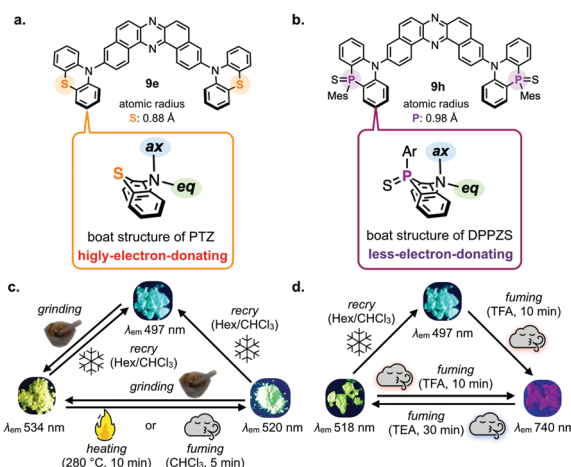 a.
N
N
N
N
S
S
9e
atomic radius
S: 0.88 Å
ax
S
N
eq
boat structure of PTZ
higly-electron-donating
b.
N
N
N
N
S=P
P=S
Mes
Mes
9h
atomic radius
P: 0.98 Å
Ar
ax
S=P
N
eq
boat structure of DPPZS
less-electron-donating
c.
grinding
recry
(Hex/CHCl3)
λem 497 nm
recry
(Hex/CHCl3)
grinding
λem 534 nm
λem 520 nm
heating
(280 °C, 10 min)
or
fuming
(CHCl3, 5 min)
d.
recry
(Hex/CHCl3)
λem 497 nm
fuming
(TFA, 10 min)
fuming
(TFA, 10 min)
λem 518 nm
λem 740 nm
fuming
(TEA, 30 min)